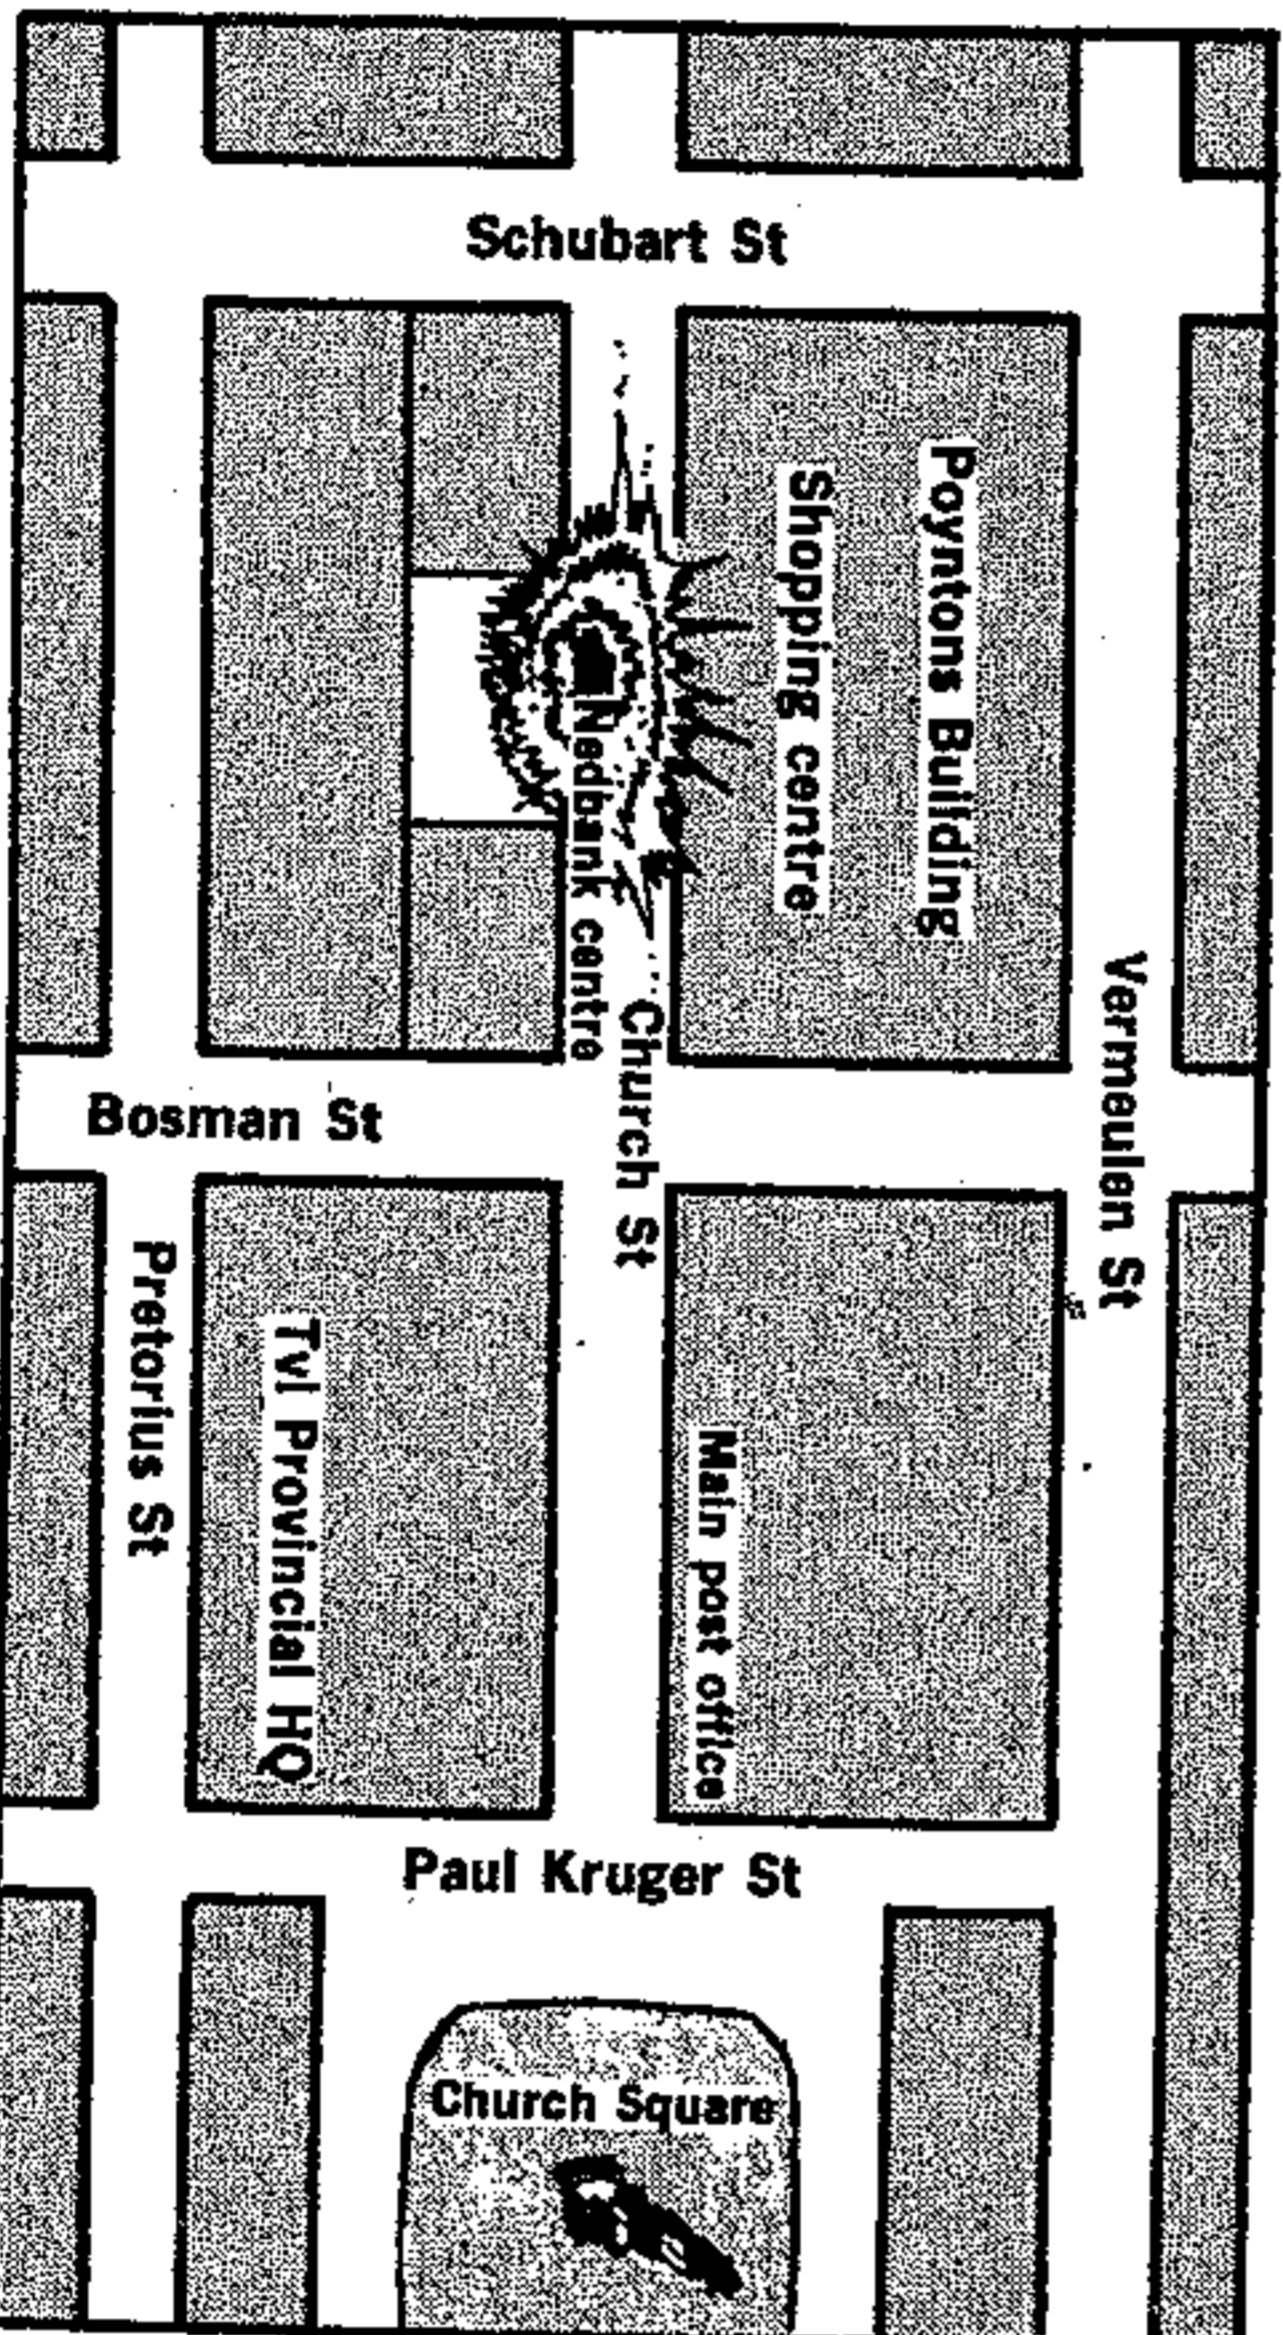 Schubart St
Poyntons Building
Shopping centre
Nedbank centre
Church St
Vermeulen St
Bosman St
Pretorius St
Tvl Provincial HQ
Main post office
Paul Kruger St
Church Square